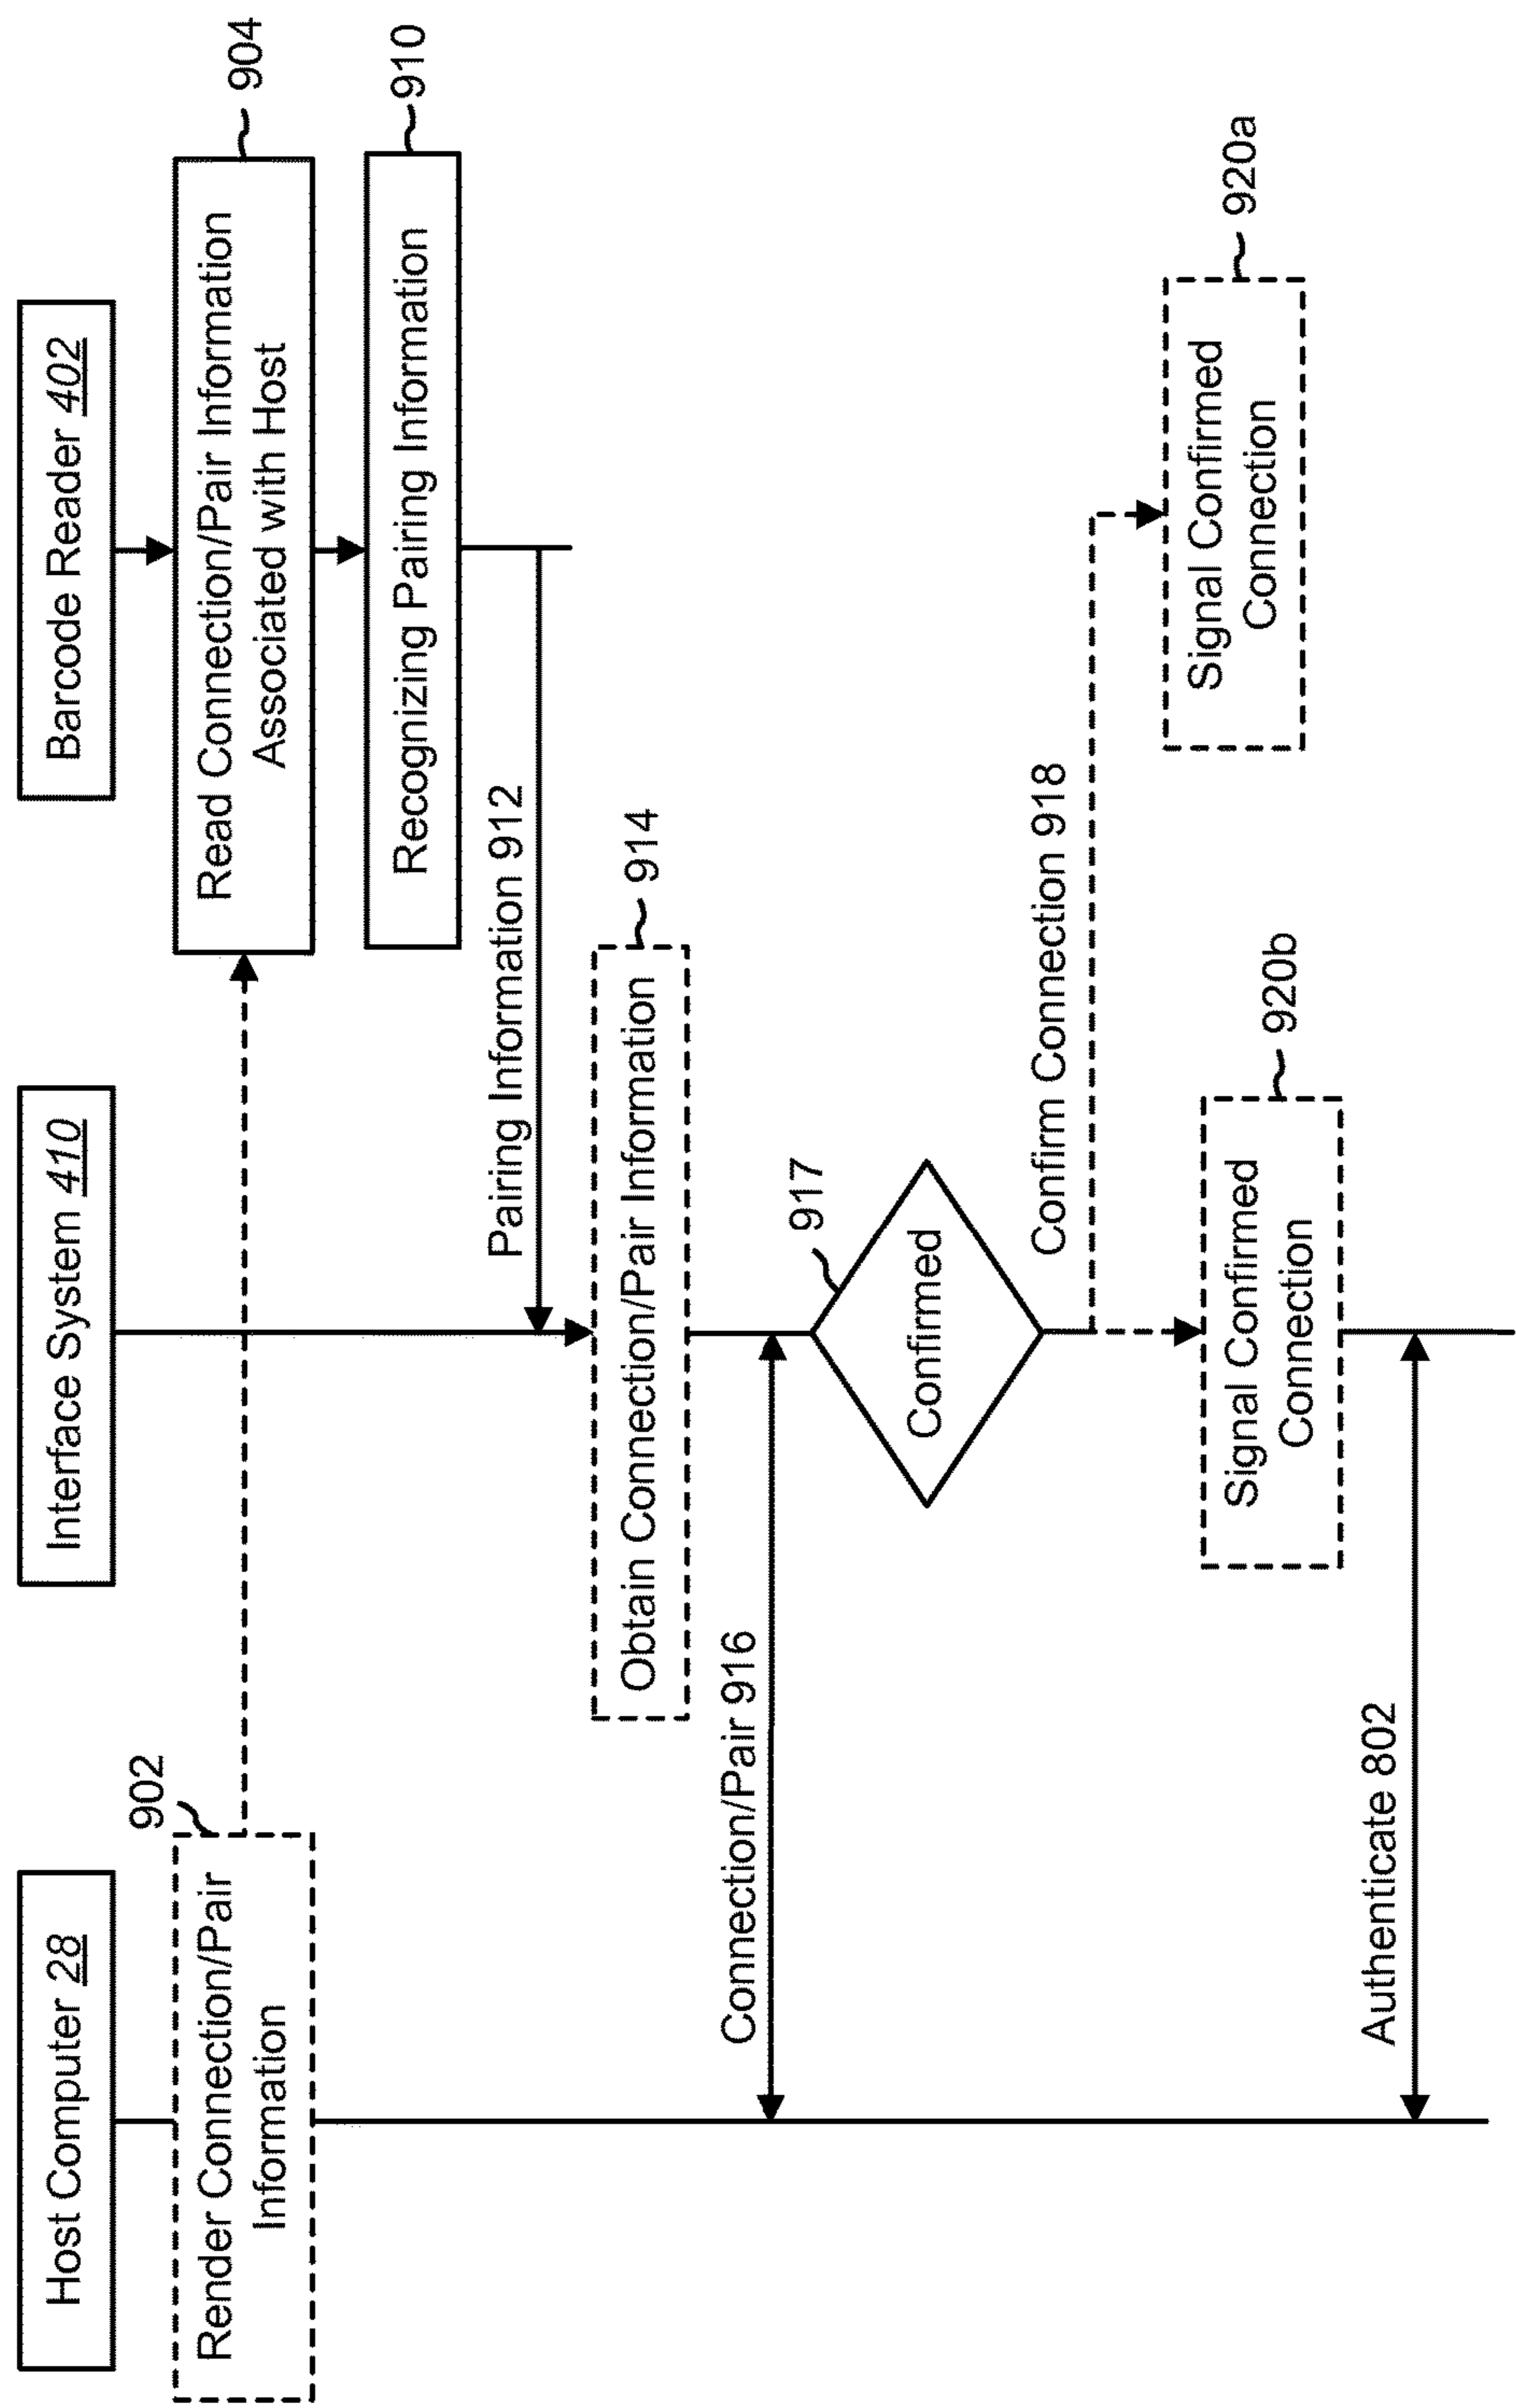 Host Computer 28
Interface System 410
Barcode Reader 402
902
Render Connection/Pair
Information
904
Read Connection/Pair Information
Associated with Host
910
Recognizing Pairing Information
Pairing Information 912
914
Obtain Connection/Pair Information
Connection/Pair 916
917
Confirmed
Confirm Connection 918
920a
Signal Confirmed
Connection
920b
Signal Confirmed
Connection
Authenticate 802